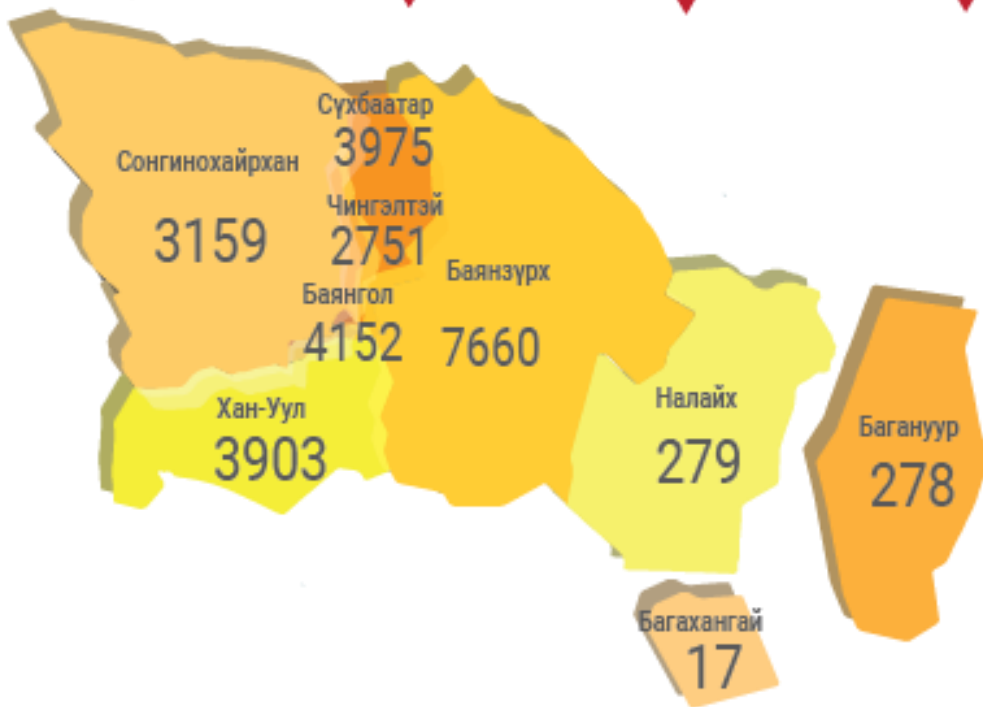 Сүхбаатар
3975
Сонгинохайрхан
3159
Чингэлтэй
2751
Баянзүрх
7660
Баянгол
4152
Хан-Уул
3903
Налайх
279
Багануур
278
Багахангай
17